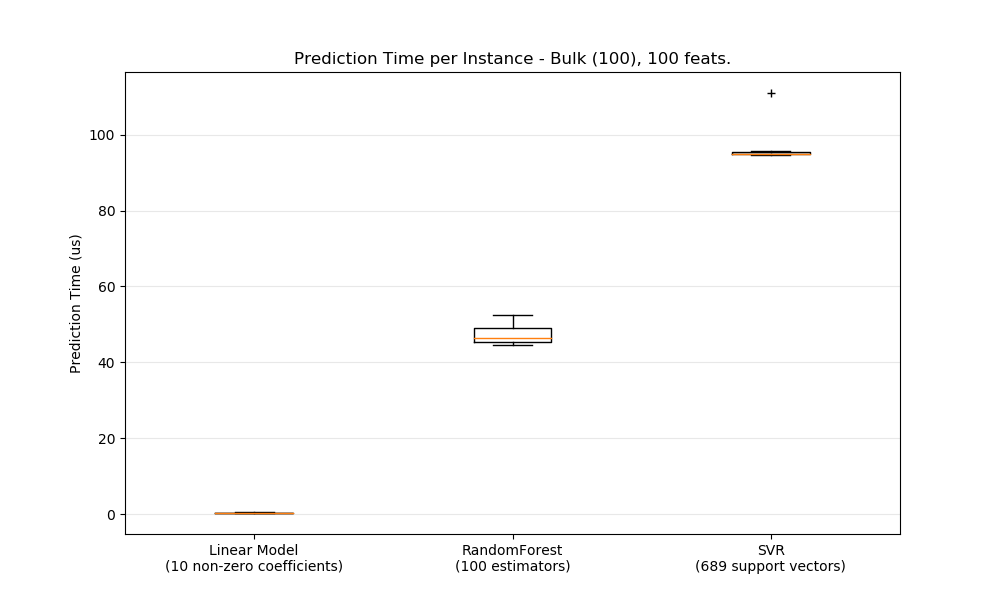 Prediction Time per Instance - Bulk (100), 100 feats.
100
80
60
40
20
0
Prediction Time (us)
Linear Model
(10 non-zero coefficients)
RandomForest
(100 estimators)
SVR
(689 support vectors)